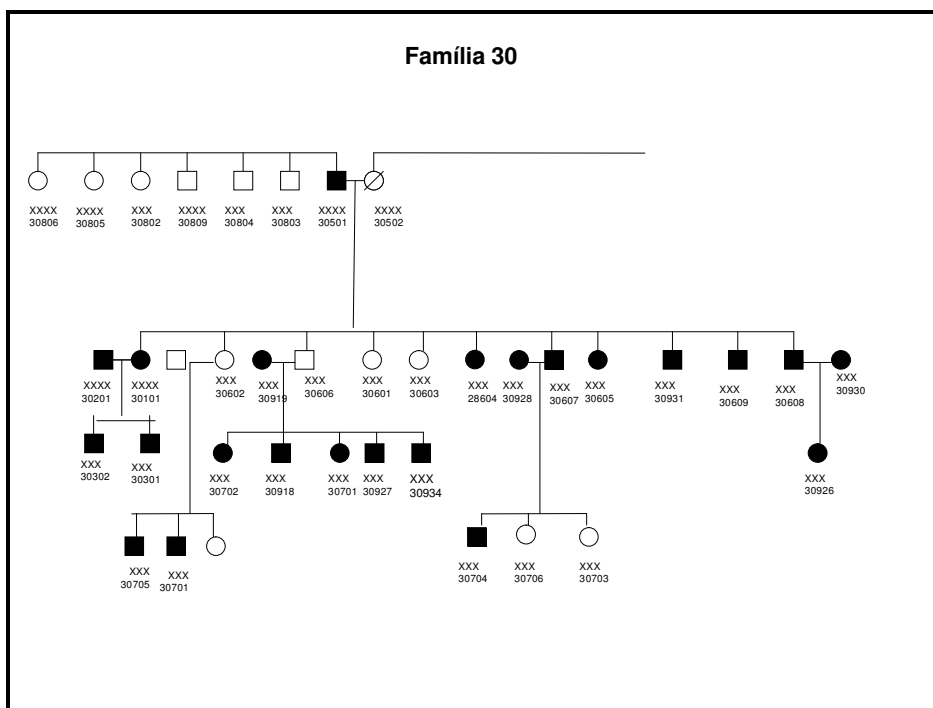 Família 30
XXXX
30806
XXXX
30805
XXX
30802
XXXX
30809
XXX
30804
XXX
30803
XXXX
30501
XXXX
30502
XXXX
30201
XXXX
30101
XXX
30602
XXX
30919
XXX
30606
XXX
30601
XXX
30603
XXX
28604
XXX
30928
XXX
30607
XXX
30605
XXX
30931
XXX
30609
XXX
30608
XXX
30930
XXX
30302
XXX
30301
XXX
30702
XXX
30918
XXX
30701
XXX
30927
XXX
30934
XXX
30926
XXX
30705
XXX
30701
XXX
30704
XXX
30706
XXX
30703